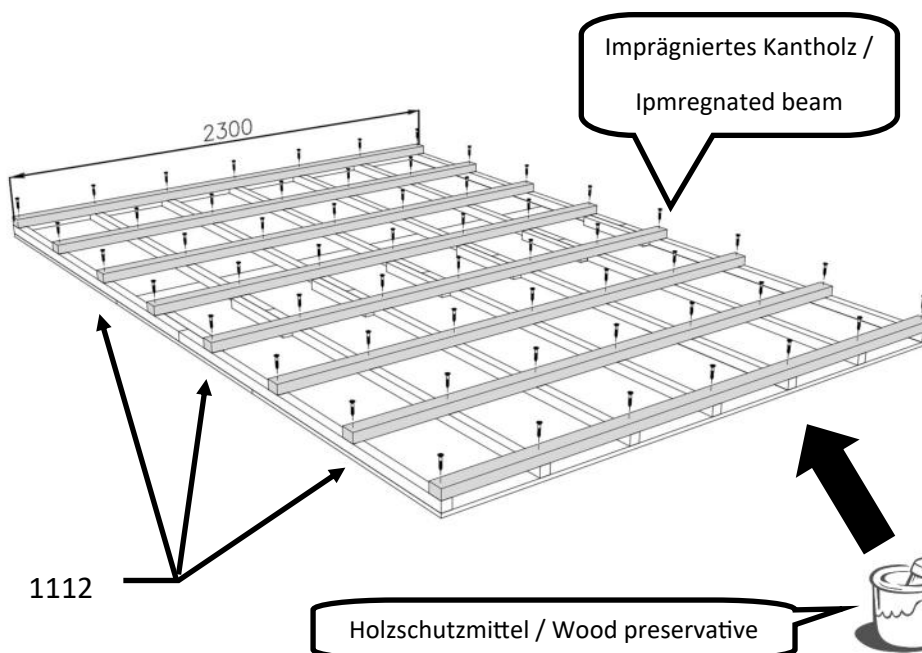 Imprägniertes Kantholz /
Ipmregnated beam
2300
1112
Holzschutzmittel / Wood preservative